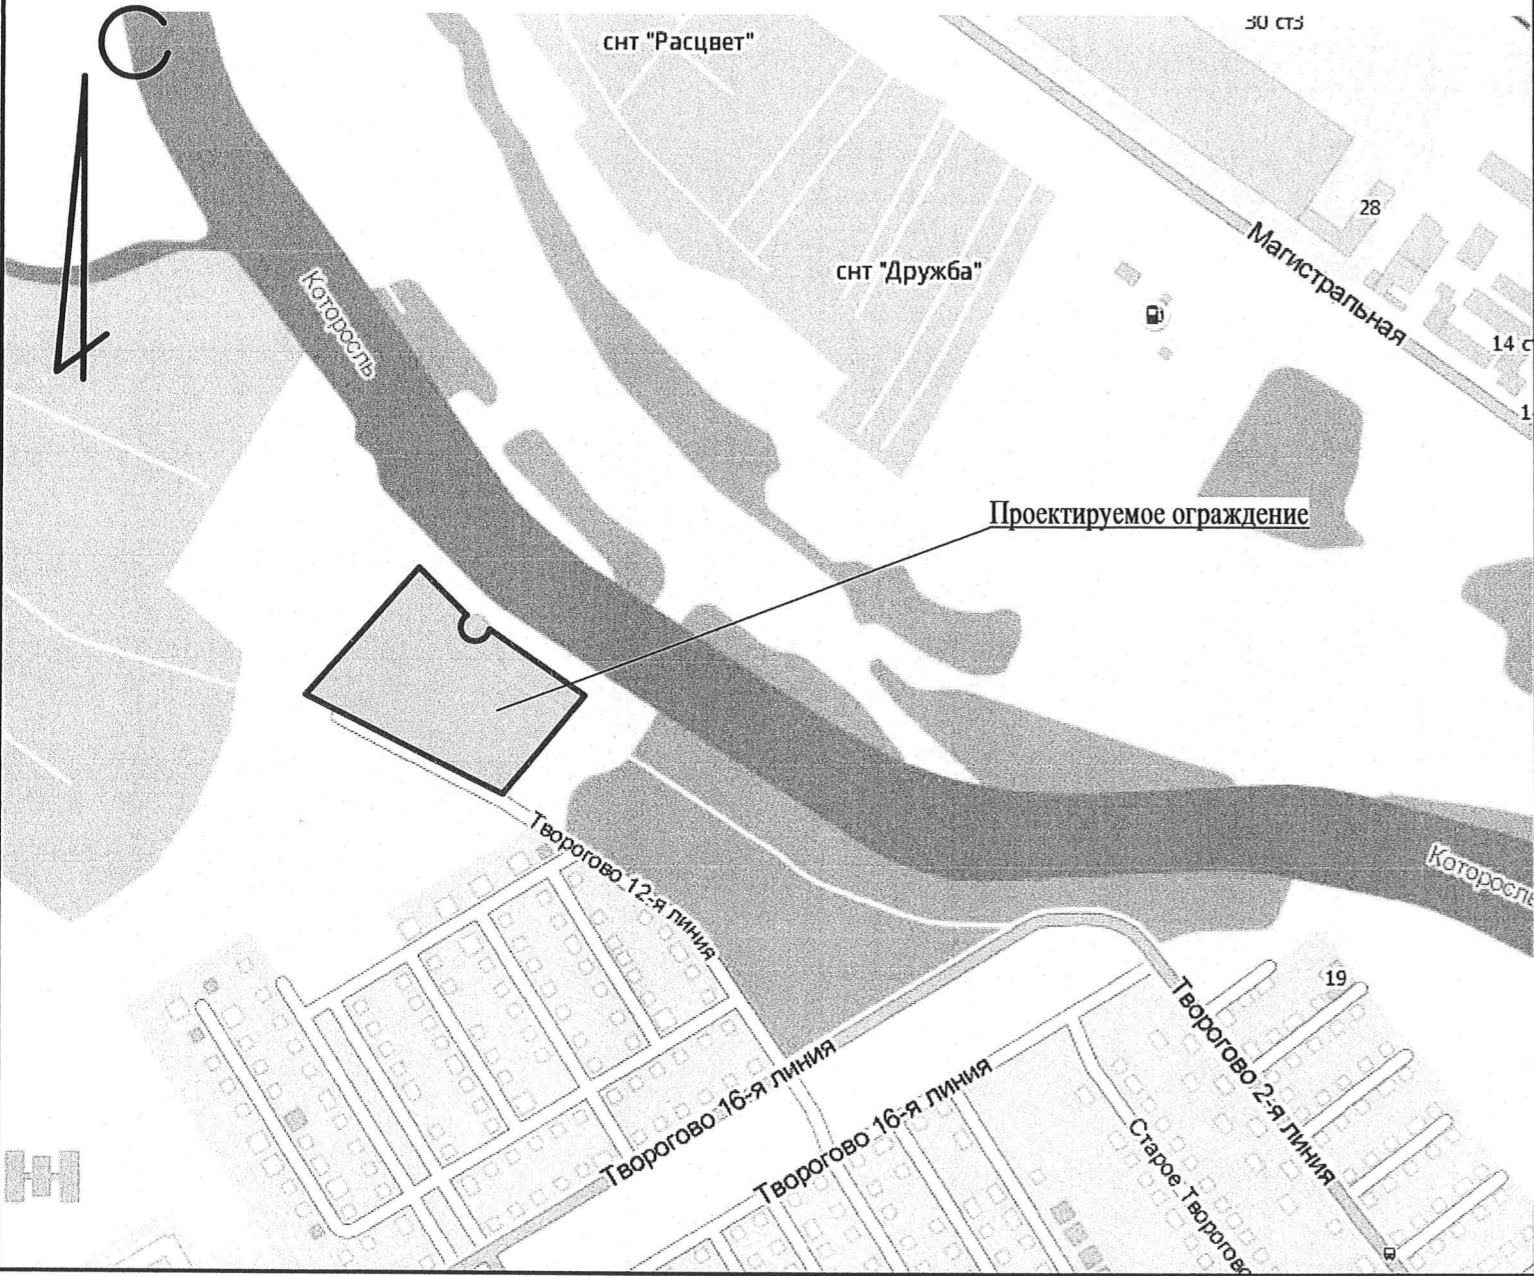 С
30 ст3
снт "Расцвет"
28
Магистральная
снт "Дружба"
14 с
1
Которосль
Проектируемое ограждение
Творогово 12-я линия
Которосль
19
Творогово 16-я линия
Творогово 16-я линия
Творогово 2-я линия
Старое Творогово